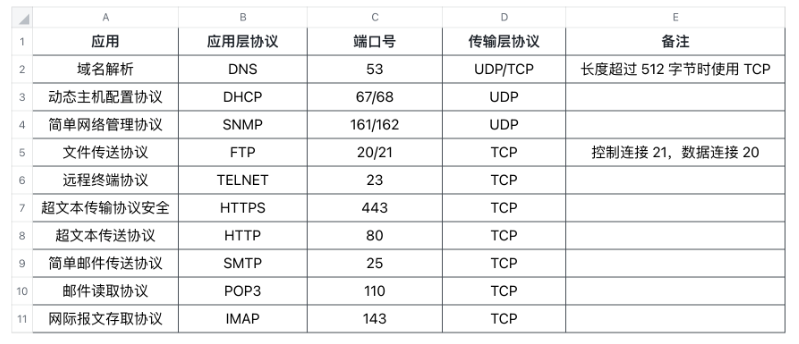 A B C D E
1 应用 应用层协议 端口号 传输层协议 备注
2 域名解析 DNS 53 UDP/TCP 长度超过 512 字节时使用 TCP
3 动态主机配置协议 DHCP 67/68 UDP
4 简单网络管理协议 SNMP 161/162 UDP
5 文件传送协议 FTP 20/21 TCP 控制连接 21，数据连接 20
6 远程终端协议 TELNET 23 TCP
7 超文本传输协议安全 HTTPS 443 TCP
8 超文本传送协议 HTTP 80 TCP
9 简单邮件传送协议 SMTP 25 TCP
10 邮件读取协议 POP3 110 TCP
11 网际报文存取协议 IMAP 143 TCP